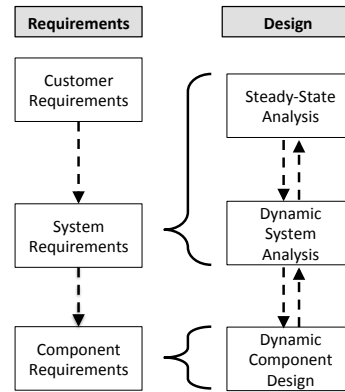 Requirements
Design
Customer
Requirements
Steady-State
Analysis
System
Requirements
Dynamic
System
Analysis
Component
Requirements
Dynamic
Component
Design